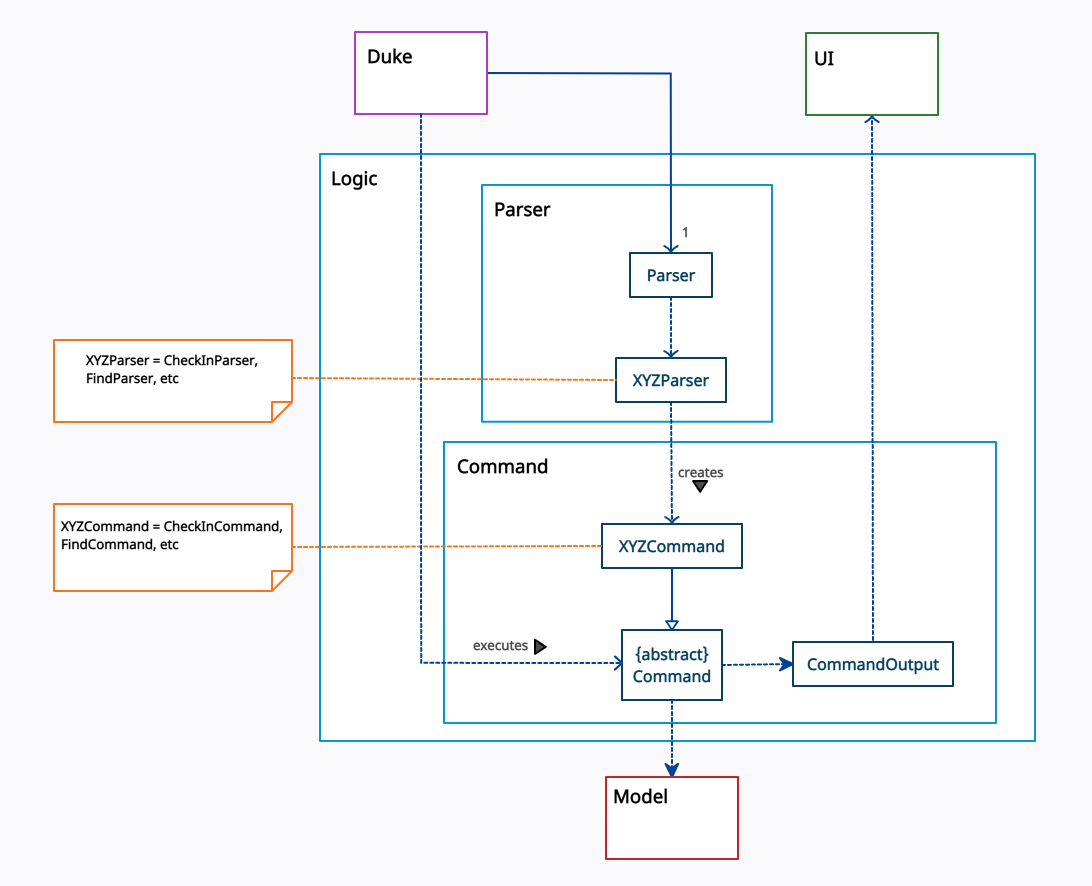 Duke
UI
Logic
Parser
1
Parser
XYZParser = CheckInParser,
FindParser, etc
XYZParser
Command
creates
XYZCommand = CheckInCommand,
FindCommand, etc
XYZCommand
executes
{abstract}
Command
CommandOutput
Model